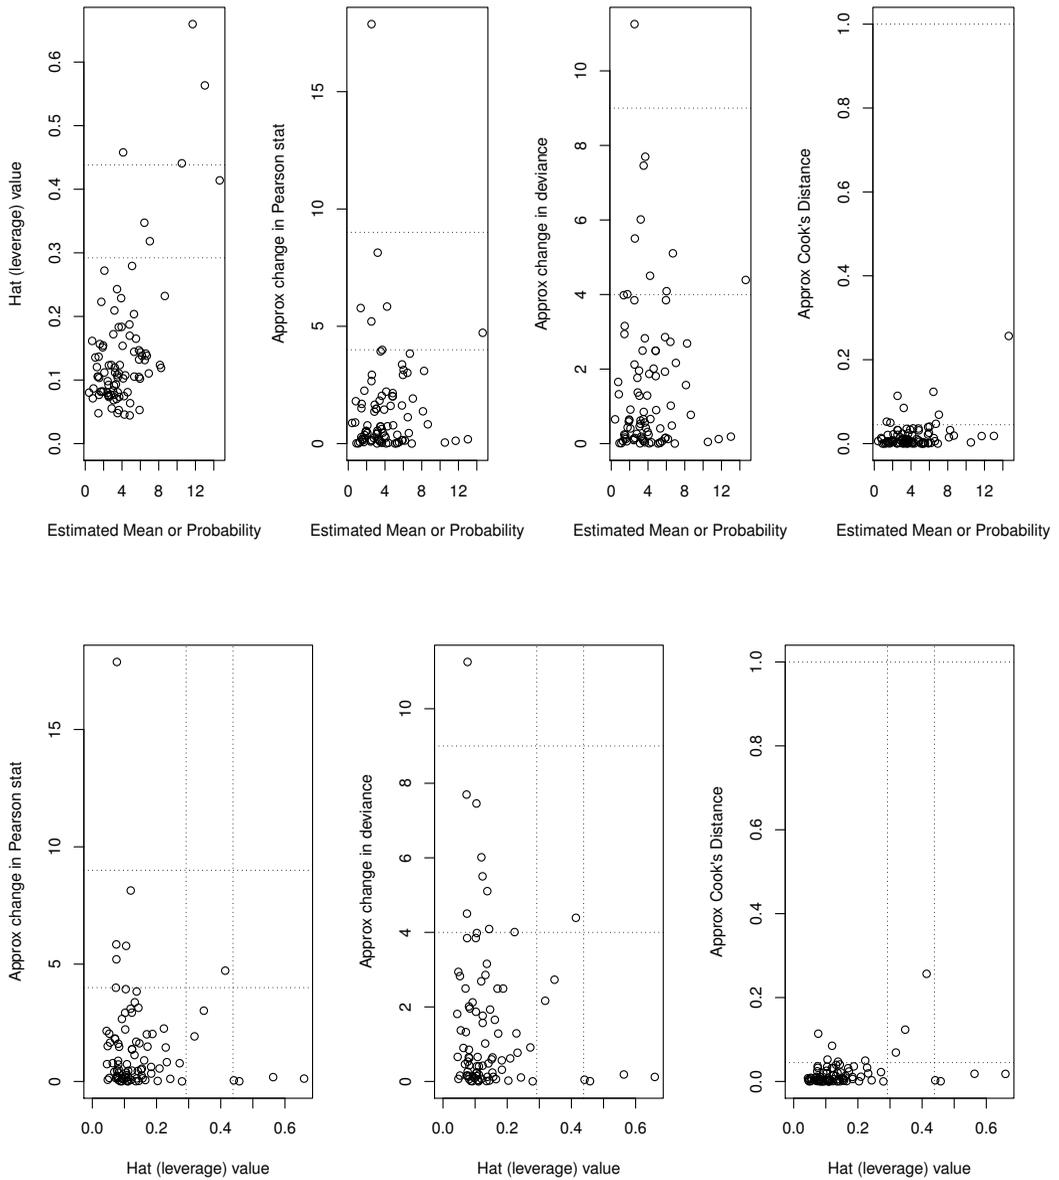 Hat (leverage) value
0.0 0.1 0.2 0.3 0.4 0.5 0.6
0 4 8 12
Estimated Mean or Probability
Approx change in Pearson stat
0 5 10 15
0 4 8 12
Estimated Mean or Probability
Approx change in deviance
0 2 4 6 8 10
0 4 8 12
Estimated Mean or Probability
Approx Cook's Distance
0.0 0.2 0.4 0.6 0.8 1.0
0 4 8 12
Estimated Mean or Probability
Approx change in Pearson stat
0 5 10 15
0.0 0.2 0.4 0.6
Hat (leverage) value
Approx change in deviance
0 2 4 6 8 10
0.0 0.2 0.4 0.6
Hat (leverage) value
Approx Cook's Distance
0.0 0.2 0.4 0.6 0.8 1.0
0.0 0.2 0.4 0.6
Hat (leverage) value